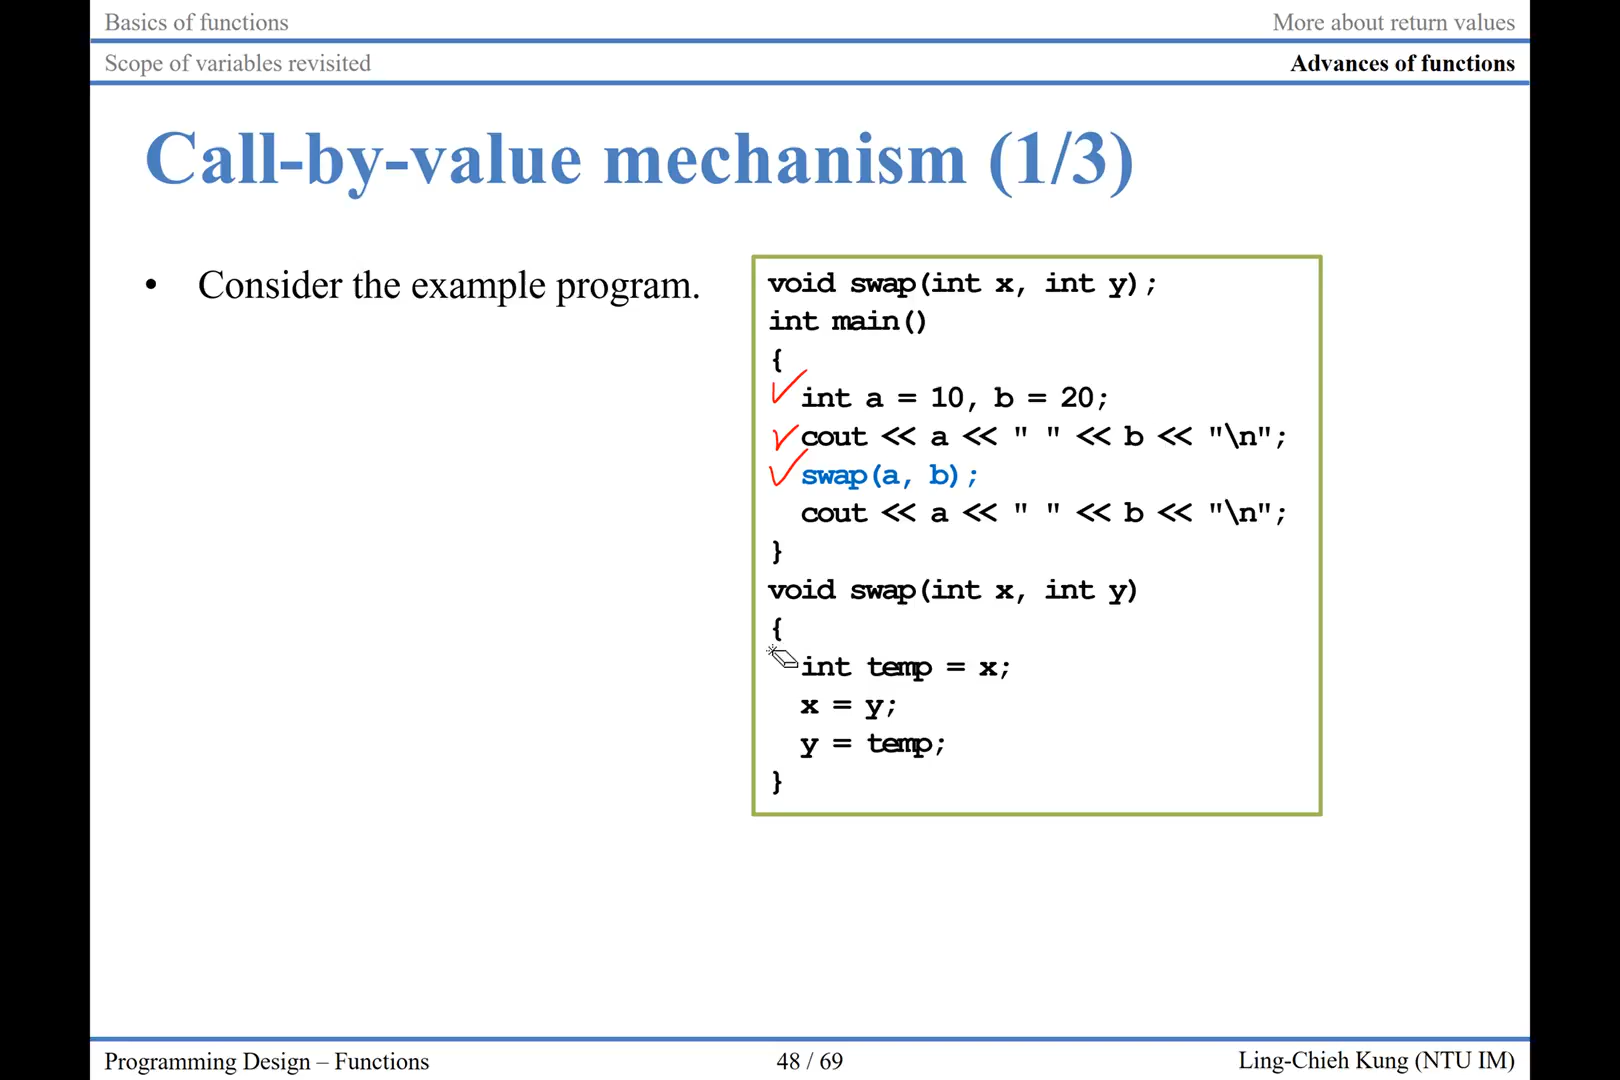 Basics of functions
More about return values
Scope of variables revisited
Advances of functions
Call-by-value mechanism (1/3)
• Consider the example program.
void swap(int x, int y);
int main()
{
int a = 10, b = 20;
cout << a << " " << b << "\n";
swap(a, b);
cout << a << " " << b << "\n";
}
void swap(int x, int y)
{
int temp = x;
x = y;
y = temp;
}
Programming Design – Functions
48 / 69
Ling-Chieh Kung (NTU IM)